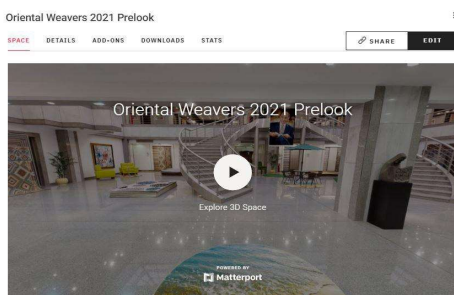 Oriental Weavers 2021 Prelook
SPACE DETAILS ADD-ONS DOWNLOADS STATS SHARE EDIT
Oriental Weavers 2021 Prelook
Explore 3D Space
POWERED BY
Matterport